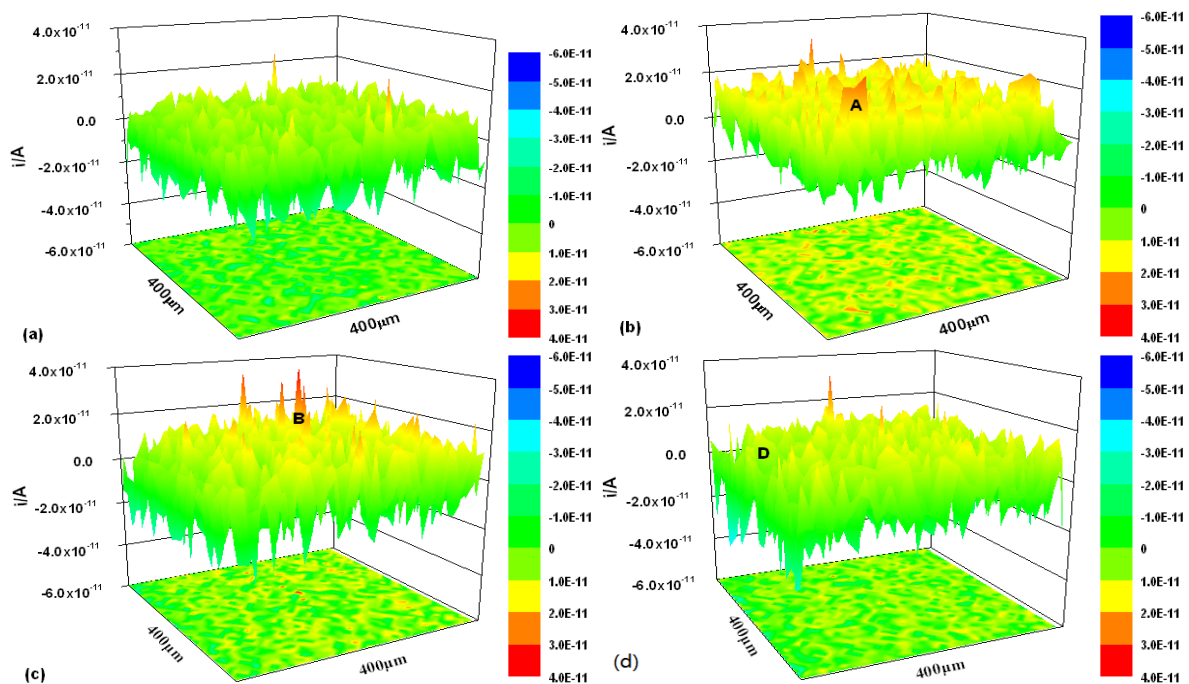 4.0x10⁻¹¹
2.0x10⁻¹¹
0.0
-2.0x10⁻¹¹
-4.0x10⁻¹¹
-6.0x10⁻¹¹
i/A
400μm
400μm
(a)
-6.0E-11
-5.0E-11
-4.0E-11
-3.0E-11
-2.0E-11
-1.0E-11
0
1.0E-11
2.0E-11
3.0E-11
4.0E-11
4.0x10⁻¹¹
2.0x10⁻¹¹
0.0
-2.0x10⁻¹¹
-4.0x10⁻¹¹
-6.0x10⁻¹¹
i/A
A
400μm
400μm
(b)
-6.0E-11
-5.0E-11
-4.0E-11
-3.0E-11
-2.0E-11
-1.0E-11
0
1.0E-11
2.0E-11
3.0E-11
4.0E-11
4.0x10⁻¹¹
2.0x10⁻¹¹
0.0
-2.0x10⁻¹¹
-4.0x10⁻¹¹
-6.0x10⁻¹¹
i/A
B
400μm
400μm
(c)
-6.0E-11
-5.0E-11
-4.0E-11
-3.0E-11
-2.0E-11
-1.0E-11
0
1.0E-11
2.0E-11
3.0E-11
4.0E-11
4.0x10⁻¹¹
2.0x10⁻¹¹
0.0
-2.0x10⁻¹¹
-4.0x10⁻¹¹
-6.0x10⁻¹¹
i/A
D
400μm
400μm
(d)
-6.0E-11
-5.0E-11
-4.0E-11
-3.0E-11
-2.0E-11
-1.0E-11
0
1.0E-11
2.0E-11
3.0E-11
4.0E-11